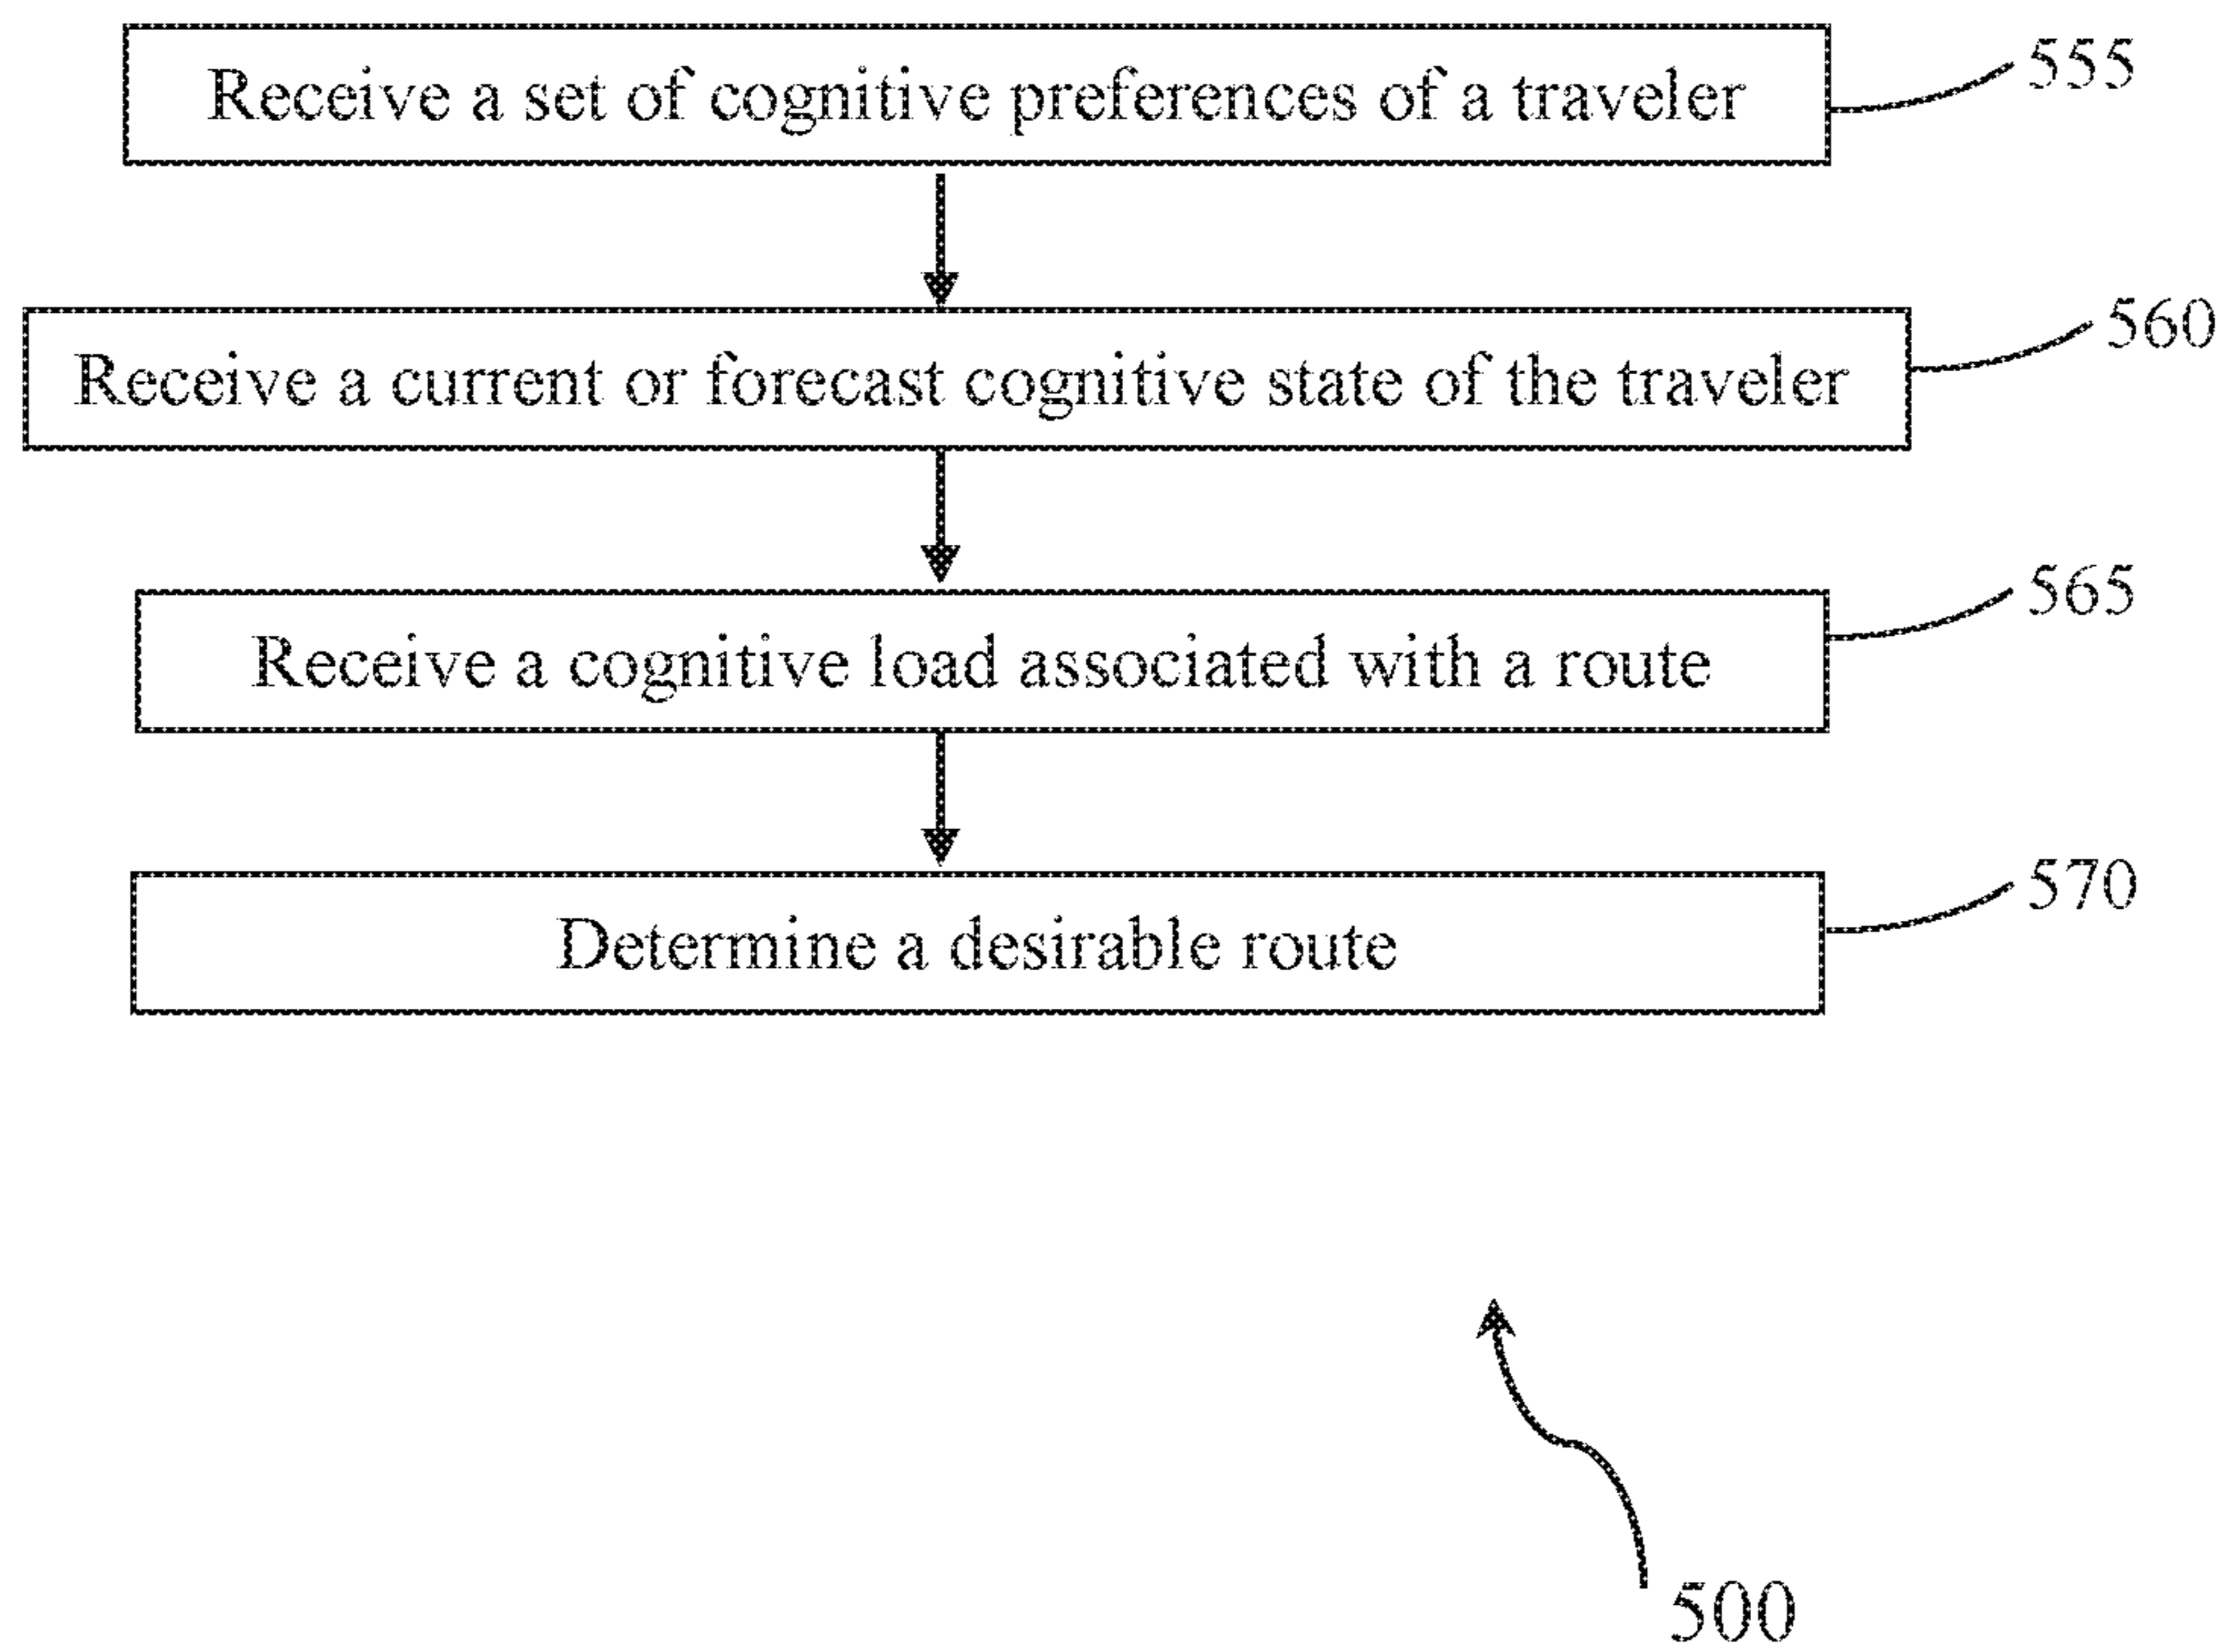 Receive a set of cognitive preferences of a traveler
555
Receive a current or forecast cognitive state of the traveler
560
Receive a cognitive load associated with a route
565
Determine a desirable route
570
500